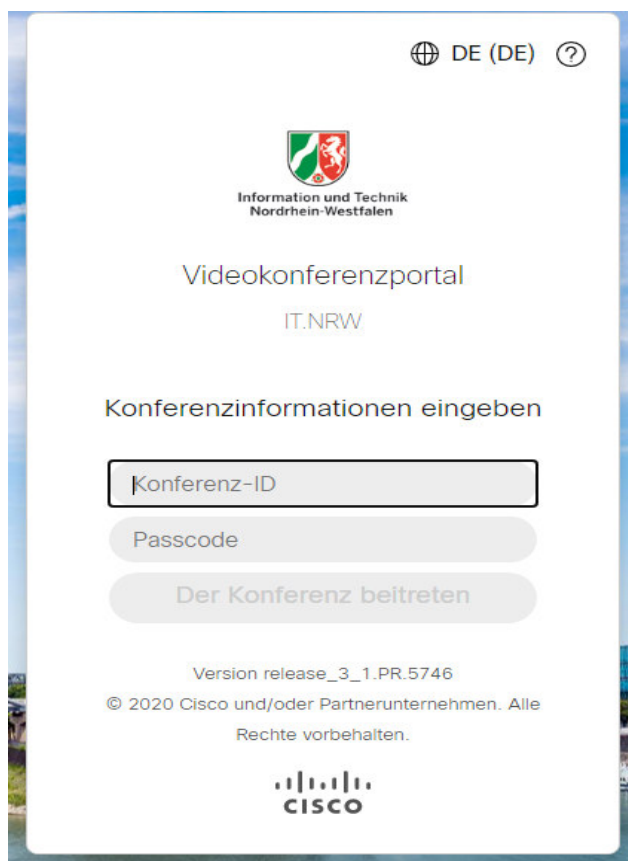 DE (DE)
Information und Technik
Nordrhein-Westfalen
Videokonferenzportal
IT.NRW
Konferenzinformationen eingeben
Konferenz-ID
Passcode
Der Konferenz beitreten
Version release_3_1.PR.5746
© 2020 Cisco und/oder Partnerunternehmen. Alle
Rechte vorbehalten.
CISCO